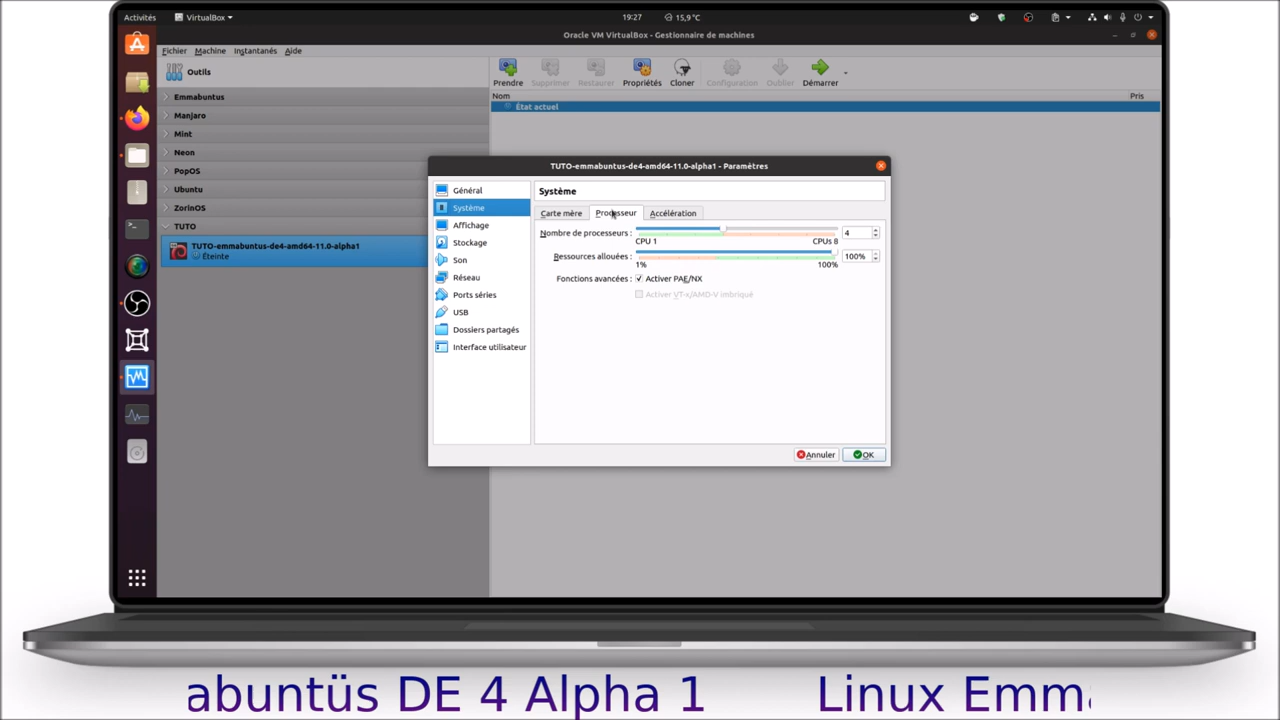 Activités VirtualBox 19:27 15,9 °C
Oracle VM VirtualBox - Gestionnaire de machines
Fichier Machine Instantanés Aide
Outils
Prendre Supprimer Restaurer Propriétés Cloner Configuration Oublier Démarrer
Nom Pris
État actuel
Emmabuntus
Manjaro
Mint
Neon
PopOS
Ubuntu
ZorinOS
TUTO
TUTO-emmabuntus-de4-amd64-11.0-alpha1
Éteinte
TUTO-emmabuntus-de4-amd64-11.0-alpha1 - Paramètres
Général
Système
Affichage
Stockage
Son
Réseau
Ports séries
USB
Dossiers partagés
Interface utilisateur
Système
Carte mère Processeur Accélération
Nombre de processeurs : 4
CPU 1 CPUs 8
Ressources allouées : 100%
1% 100%
Fonctions avancées : Activer PAE/NX
Activer VT-x/AMD-V imbriqué
Annuler OK
abuntüs DE 4 Alpha 1 Linux Emma